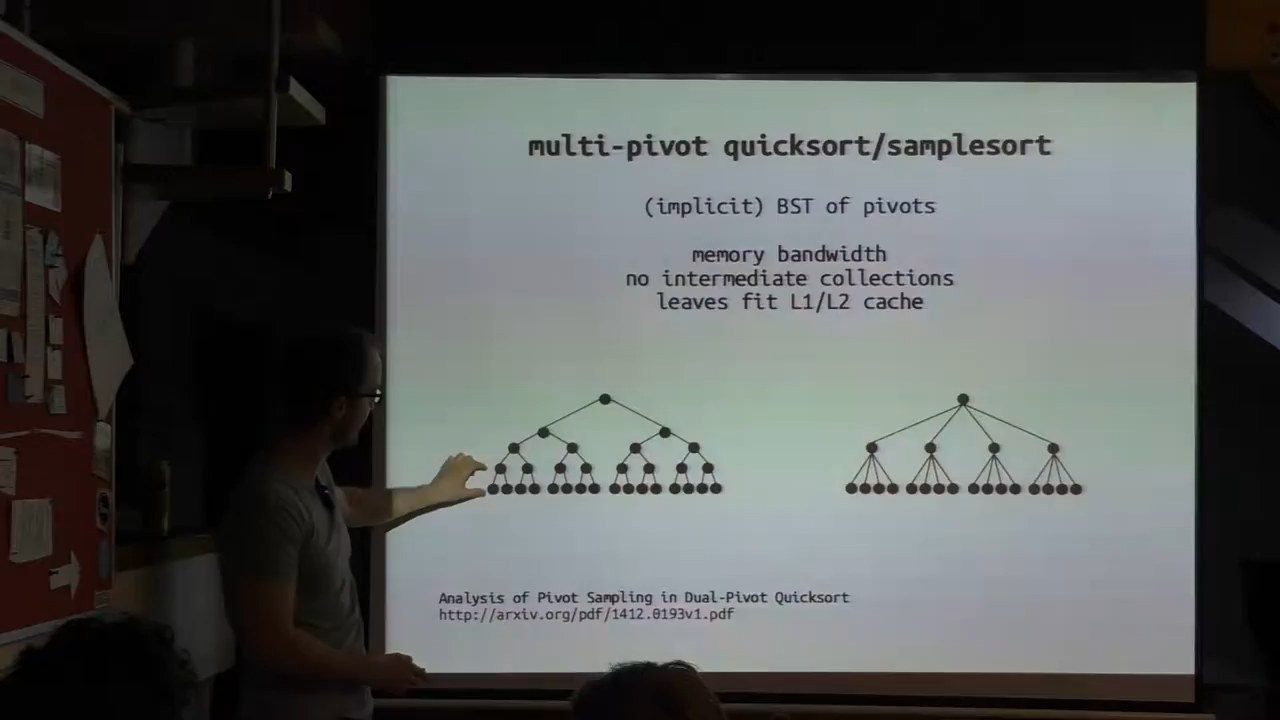 multi-pivot quicksort/samplesort
(implicit) BST of pivots
memory bandwidth
no intermediate collections
leaves fit L1/L2 cache
Analysis of Pivot Sampling in Dual-Pivot Quicksort
http://arxiv.org/pdf/1412.0193v1.pdf